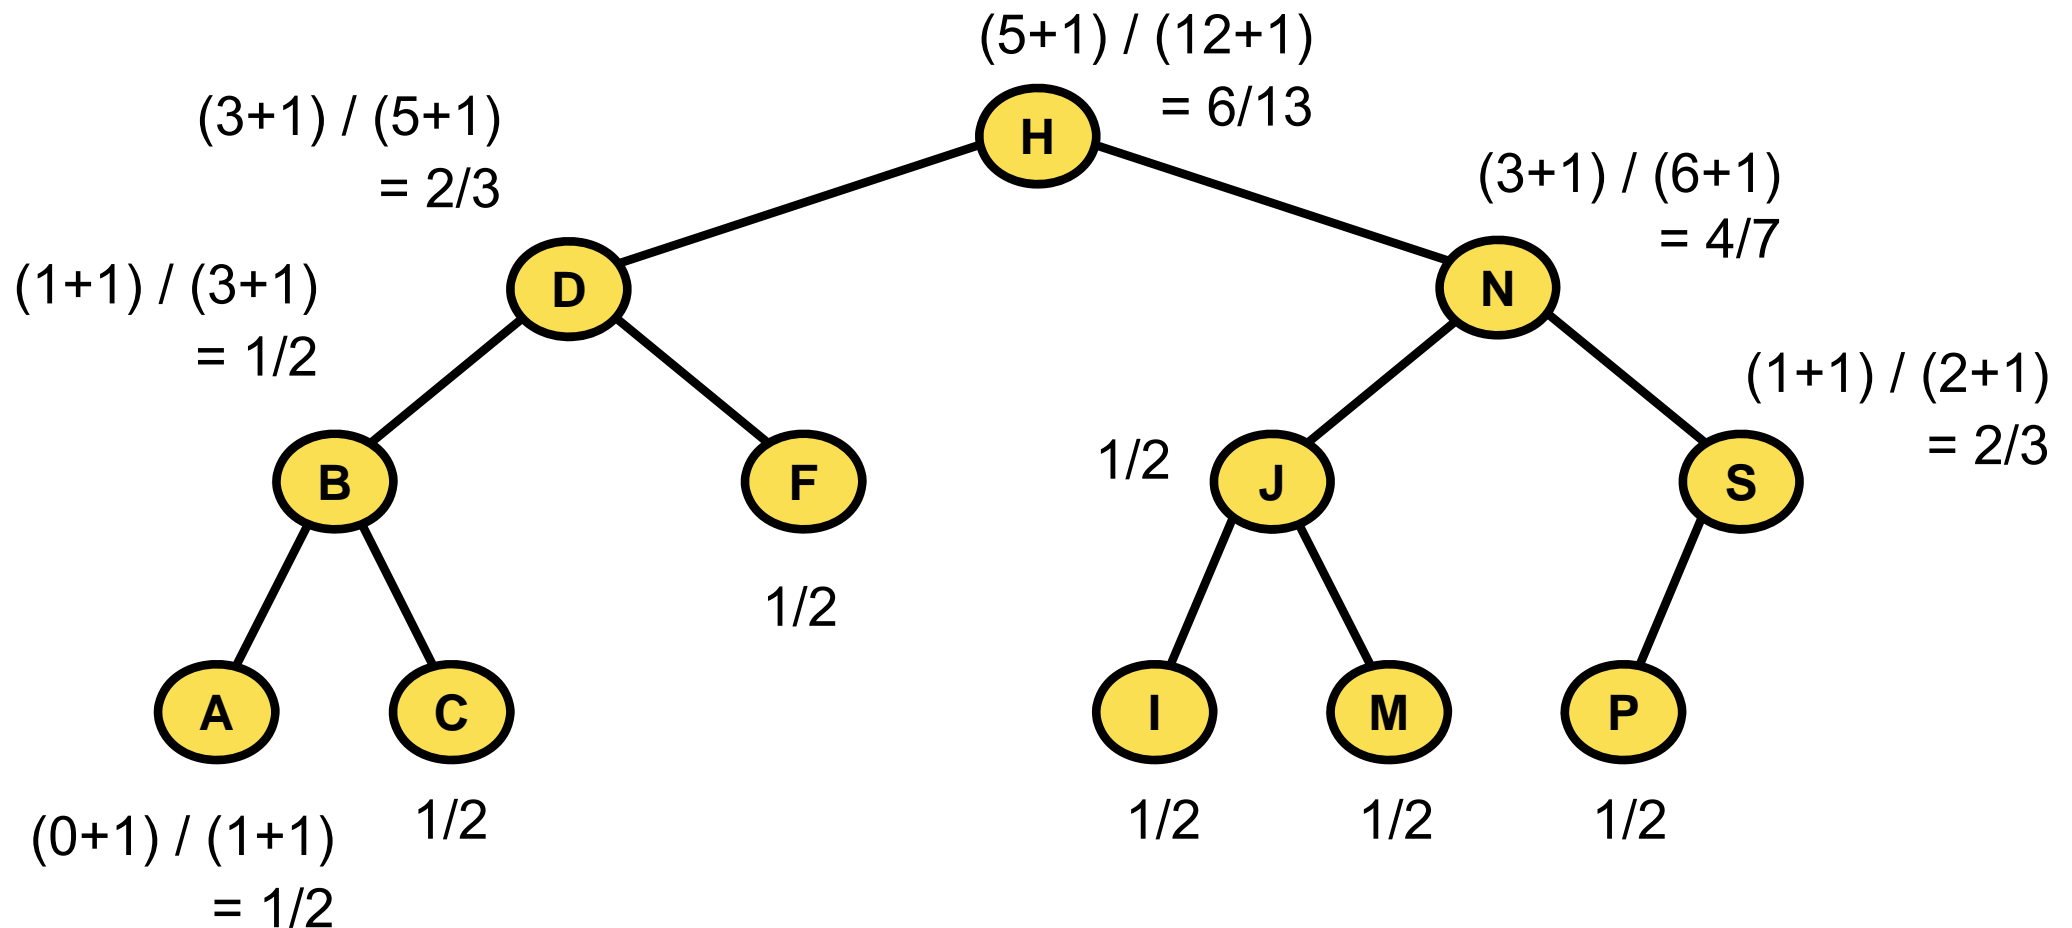 (5+1) / (12+1)
= 6/13
H
(3+1) / (5+1)
= 2/3
D
(3+1) / (6+1)
= 4/7
N
(1+1) / (3+1)
= 1/2
B
F
1/2
1/2
J
(1+1) / (2+1)
= 2/3
S
A
(0+1) / (1+1)
= 1/2
C
1/2
I
1/2
M
1/2
P
1/2